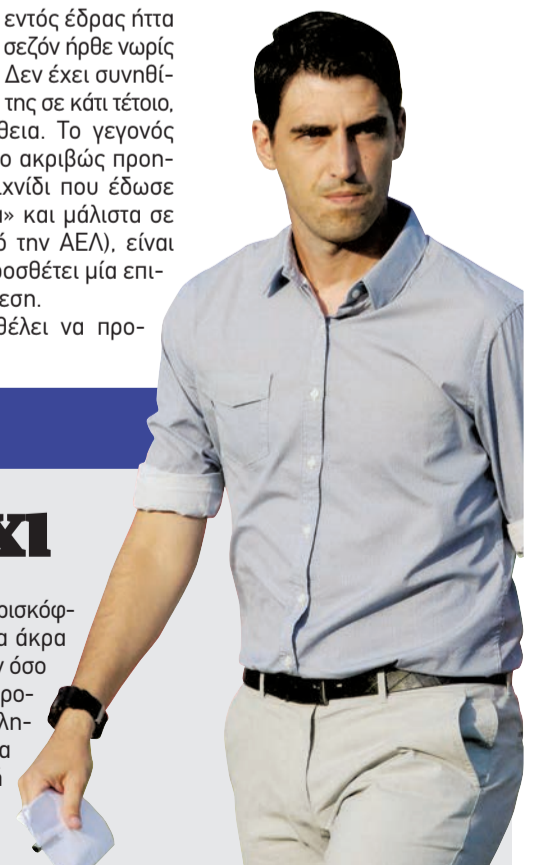 εντός έδρας ήττα
σεζόν ήρθε νωρίς
Δεν έχει συνηθί-
της σε κάτι τέτοιο,
θεια. Το γεγονός
ο ακριβώς προη-
ιχνίδι που έδωσε
» και μάλιστα σε
την ΑΕΛ), είναι
ροσθέτει μία επι-
εση.
θέλει να προ-
χι
ρισκόφ-
α άκρα
ν όσο
ρο-
λη-
α